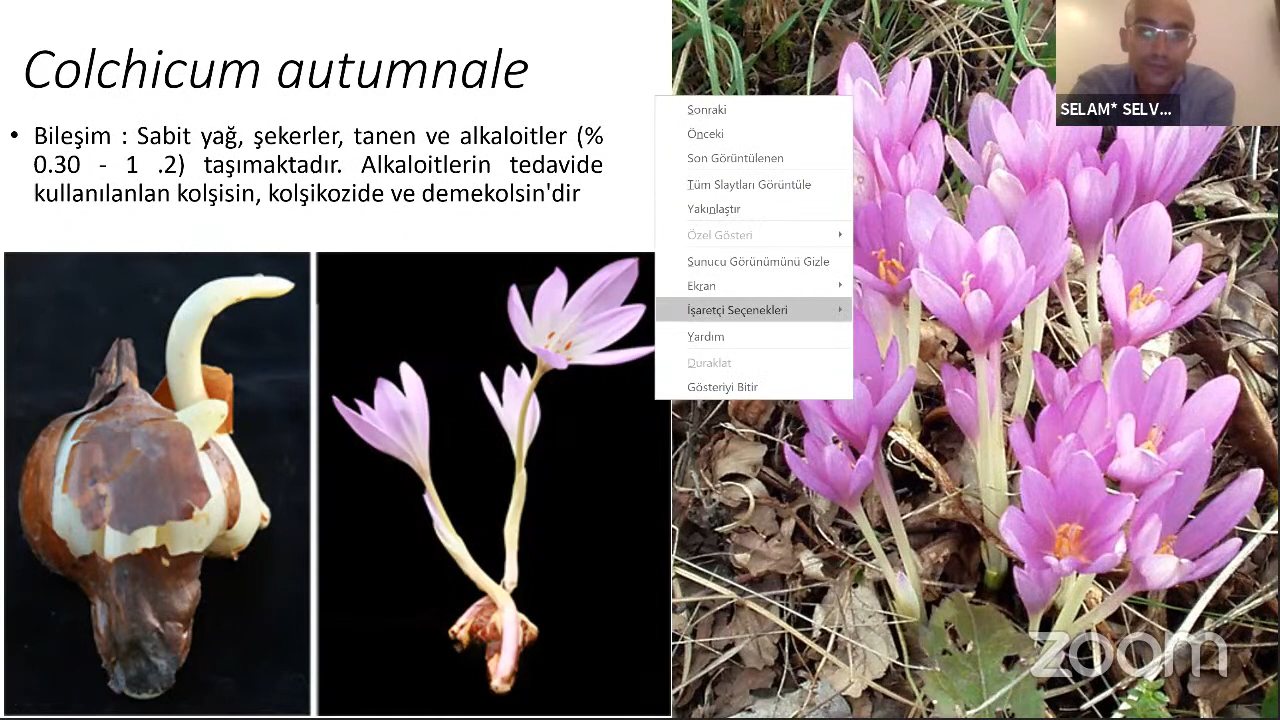 Colchicum autumnale
• Bileşim : Sabit yağ, şekerler, tanen ve alkaloitler (%
0.30 - 1 .2) taşımaktadır. Alkaloitlerin tedavide
kullanılanlan kolşisin, kolşikozide ve demekolsin'dir
Sonraki
Önceki
Son Görüntülenen
Tüm Slaytları Görüntüle
Yakınlaştır
Özel Gösteri
Sunucu Görünümünü Gizle
Ekran
İşaretçi Seçenekleri
Yardım
Duraklat
Gösteriyi Bitir
SELAM* SELV...
zoom